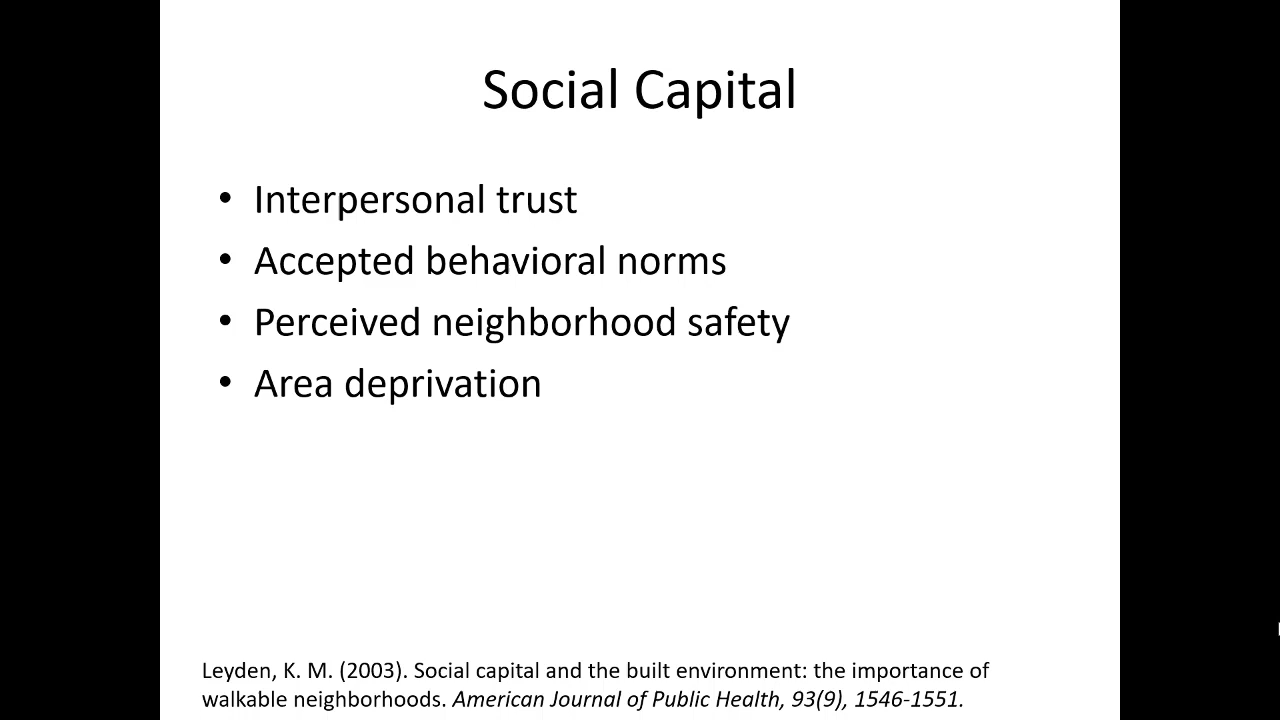 Social Capital
• Interpersonal trust
• Accepted behavioral norms
• Perceived neighborhood safety
• Area deprivation
Leyden, K. M. (2003). Social capital and the built environment: the importance of
walkable neighborhoods. American Journal of Public Health, 93(9), 1546-1551.